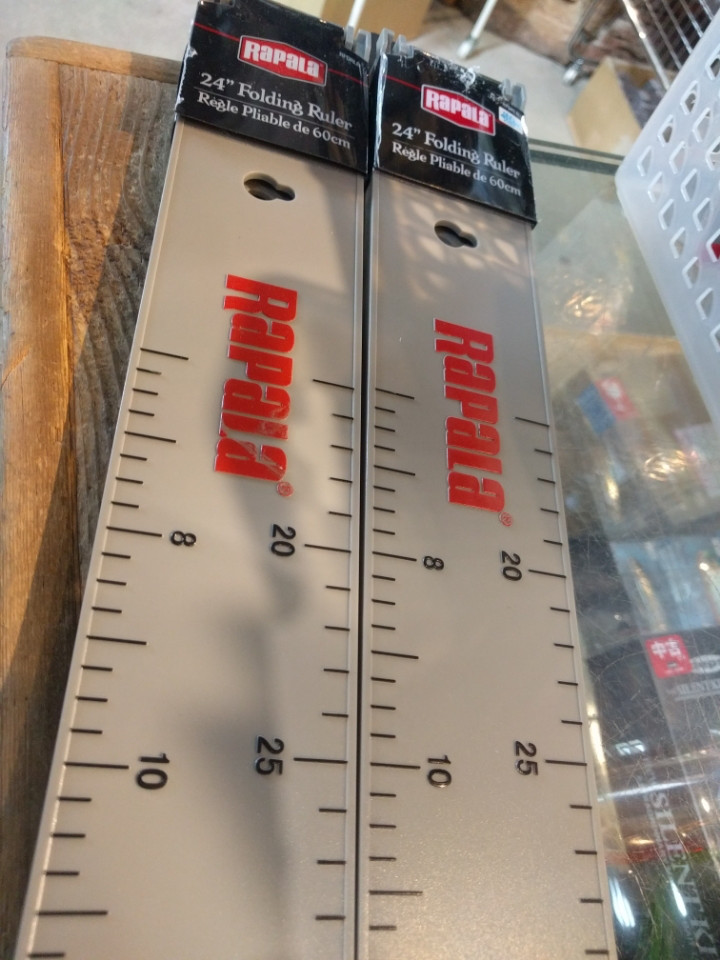 Rapala
24" Folding Ruler
Règle Pliable de 60cm
Rapala
24" Folding Ruler
Règle Pliable de 60cm
Rapala®
8
20
10
25
Rapala®
8
20
10
25
中古